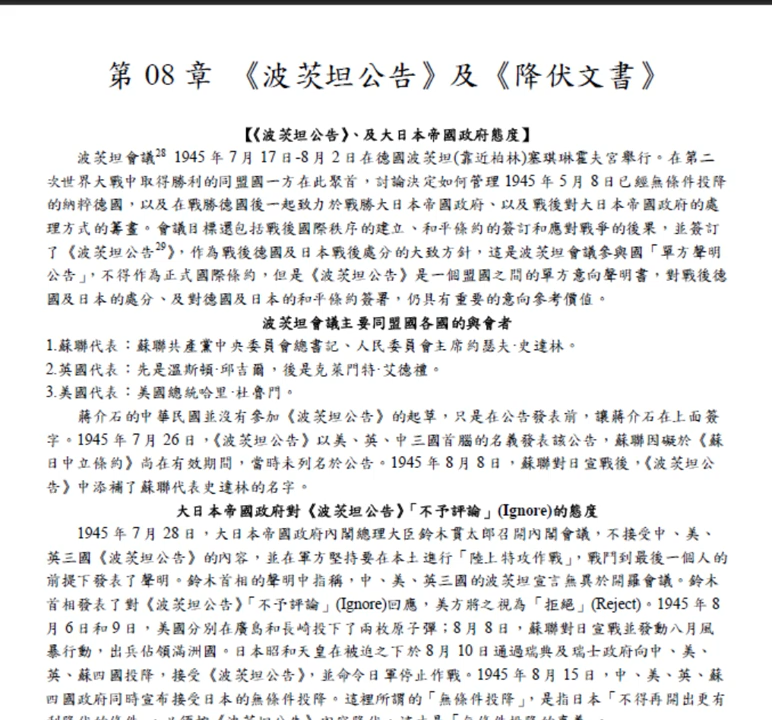 第 08 章 《波茨坦公告》及《降伏文書》
【《波茨坦公告》、及大日本帝國政府態度】
波茨坦會議28 1945 年 7 月 17 日-8 月 2 日在德國波茨坦(靠近柏林)塞琪琳霍夫宮舉行。在第二
次世界大戰中取得勝利的同盟國一方在此聚首，討論決定如何管理 1945 年 5 月 8 日已經無條件投降
的納粹德國，以及在戰勝德國後一起致力於戰勝大日本帝國政府、以及戰後對大日本帝國政府的處
理方式的籌畫。會議目標還包括戰後國際秩序的建立、和平條約的簽訂和應對戰爭的後果，並簽訂
了《波茨坦公告29》，作為戰後德國及日本戰後處分的大致方針，這是波茨坦會議參與國「單方聲明
公告」，不得作為正式國際條約，但是《波茨坦公告》是一個盟國之間的單方意向聲明書，對戰後德
國及日本的處分、及對德國及日本的和平條約簽署，仍具有重要的意向參考價值。
波茨坦會議主要同盟國各國的與會者
1.蘇聯代表：蘇聯共產黨中央委員會總書記、人民委員會主席約瑟夫·史達林。
2.英國代表：先是溫斯頓·邱吉爾，後是克萊門特·艾德禮。
3.美國代表：美國總統哈里·杜魯門。
蔣介石的中華民國並沒有參加《波茨坦公告》的起草，只是在公告發表前，讓蔣介石在上面簽
字。1945 年 7 月 26 日，《波茨坦公告》以美、英、中三國首腦的名義發表該公告，蘇聯因礙於《蘇
日中立條約》尚在有效期間，當時未列名於公告。1945 年 8 月 8 日，蘇聯對日宣戰後，《波茨坦公
告》中添補了蘇聯代表史達林的名字。
大日本帝國政府對《波茨坦公告》「不予評論」(Ignore)的態度
1945 年 7 月 28 日，大日本帝國政府內閣總理大臣鈴木貫太郎召開內閣會議，不接受中、美、
英三國《波茨坦公告》的內容，並在軍方堅持要在本土進行「陸上特攻作戰」，戰鬥到最後一個人的
前提下發表了聲明。鈴木首相的聲明中指稱，中、美、英三國的波茨坦宣言無異於開羅會議。鈴木
首相發表了對《波茨坦公告》「不予評論」(Ignore)回應，美方將之視為「拒絕」(Reject)。1945 年 8
月 6 日和 9 日，美國分別在廣島和長崎投下了兩枚原子彈；8 月 8 日，蘇聯對日宣戰並發動八月風
暴行動，出兵佔領滿洲國。日本昭和天皇在被迫之下於 8 月 10 日通過瑞典及瑞士政府向中、美、
英、蘇四國投降，接受《波茨坦公告》，並命令日軍停止作戰。1945 年 8 月 15 日，中、美、英、蘇
四國政府同時宣布接受日本的無條件投降。這裡所謂的「無條件投降」，是指日本「不得再開出更有